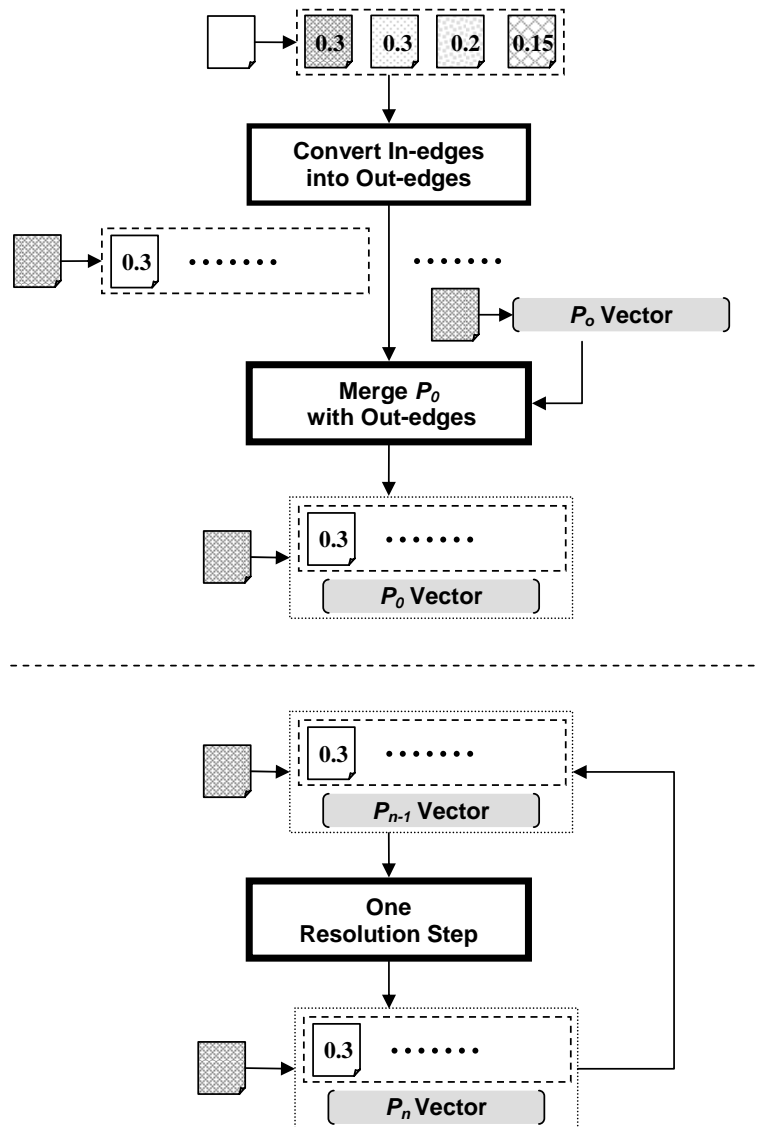 0.3 0.3 0.2 0.15
Convert In-edges
into Out-edges
0.3 .......
.......
Po Vector
Merge P0
with Out-edges
0.3 .......
P0 Vector
0.3 .......
Pn-1 Vector
One
Resolution Step
0.3 .......
Pn Vector